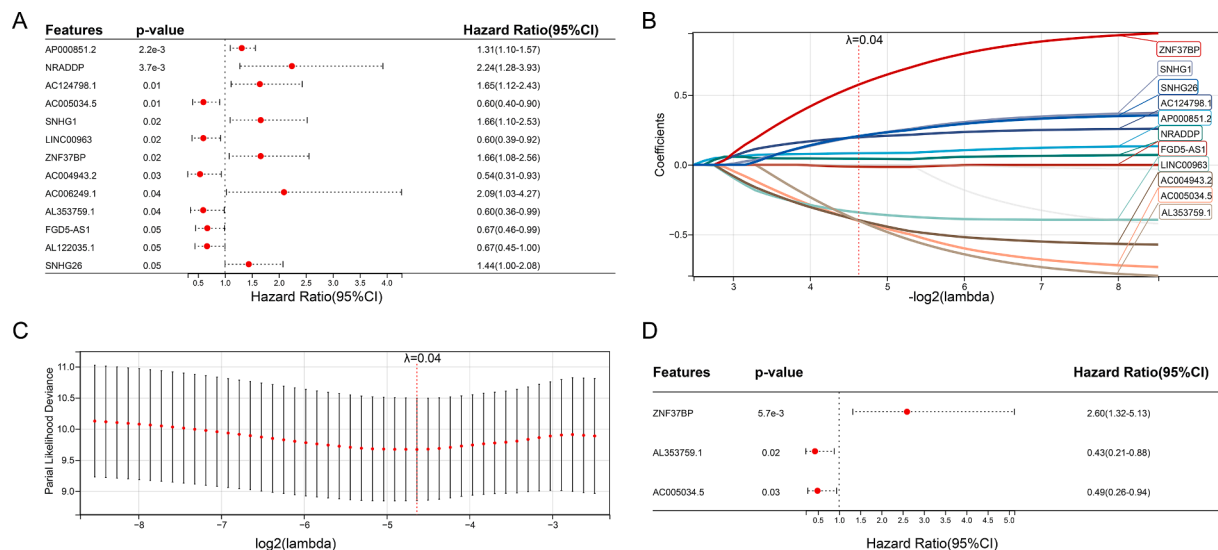 A
Features p-value Hazard Ratio(95%CI)
AP000851.2 2.2e-3 1.31(1.10-1.57)
NRADDP 3.7e-3 2.24(1.28-3.93)
AC124798.1 0.01 1.65(1.12-2.43)
AC005034.5 0.01 0.60(0.40-0.90)
SNHG1 0.02 1.66(1.10-2.53)
LINC00963 0.02 0.60(0.39-0.92)
ZNF37BP 0.02 1.66(1.08-2.56)
AC004943.2 0.03 0.54(0.31-0.93)
AC006249.1 0.04 2.09(1.03-4.27)
AL353759.1 0.04 0.60(0.36-0.99)
FGD5-AS1 0.05 0.67(0.46-0.99)
AL122035.1 0.05 0.67(0.45-1.00)
SNHG26 0.05 1.44(1.00-2.08)
0.5 1.0 1.5 2.0 2.5 3.0 3.5 4.0
Hazard Ratio(95%CI)
B
λ=0.04
ZNF37BP
SNHG1
SNHG26
AC124798.1
AP000851.2
NRADDP
FGD5-AS1
LINC00963
AC004943.2
AC005034.5
AL353759.1
Coefficients
0.5
0.0
−0.5
3 4 5 6 7 8
-log2(lambda)
C
λ=0.04
Parial Likelihood Deviance
11.0
10.5
10.0
9.5
9.0
−8 −7 −6 −5 −4 −3
log2(lambda)
D
Features p-value Hazard Ratio(95%CI)
ZNF37BP 5.7e-3 2.60(1.32-5.13)
AL353759.1 0.02 0.43(0.21-0.88)
AC005034.5 0.03 0.49(0.26-0.94)
0.5 1.0 1.5 2.0 2.5 3.0 3.5 4.0 4.5 5.0
Hazard Ratio(95%CI)